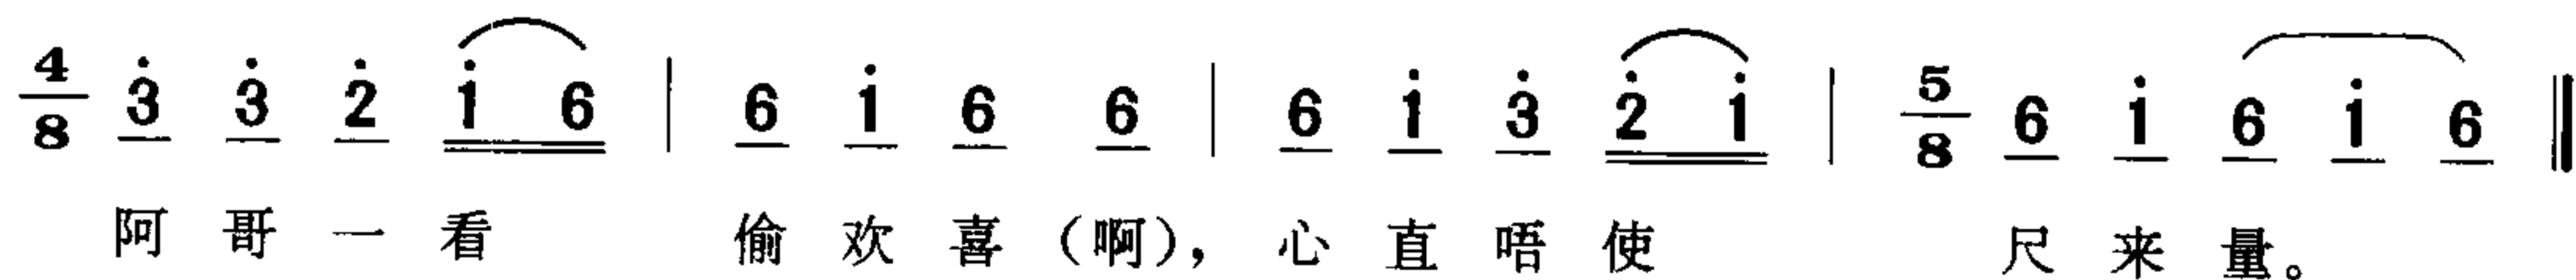 4/8 3̇ 3̇ 2̇ 1̇ 6 | 6 1̇ 6 6 | 6 1̇ 3̇ 2̇ 1̇ | 5/8 6 1̇ 6 1̇ 6 ‖
阿哥一看 偷欢喜(啊)，心直唔使 尺来量。